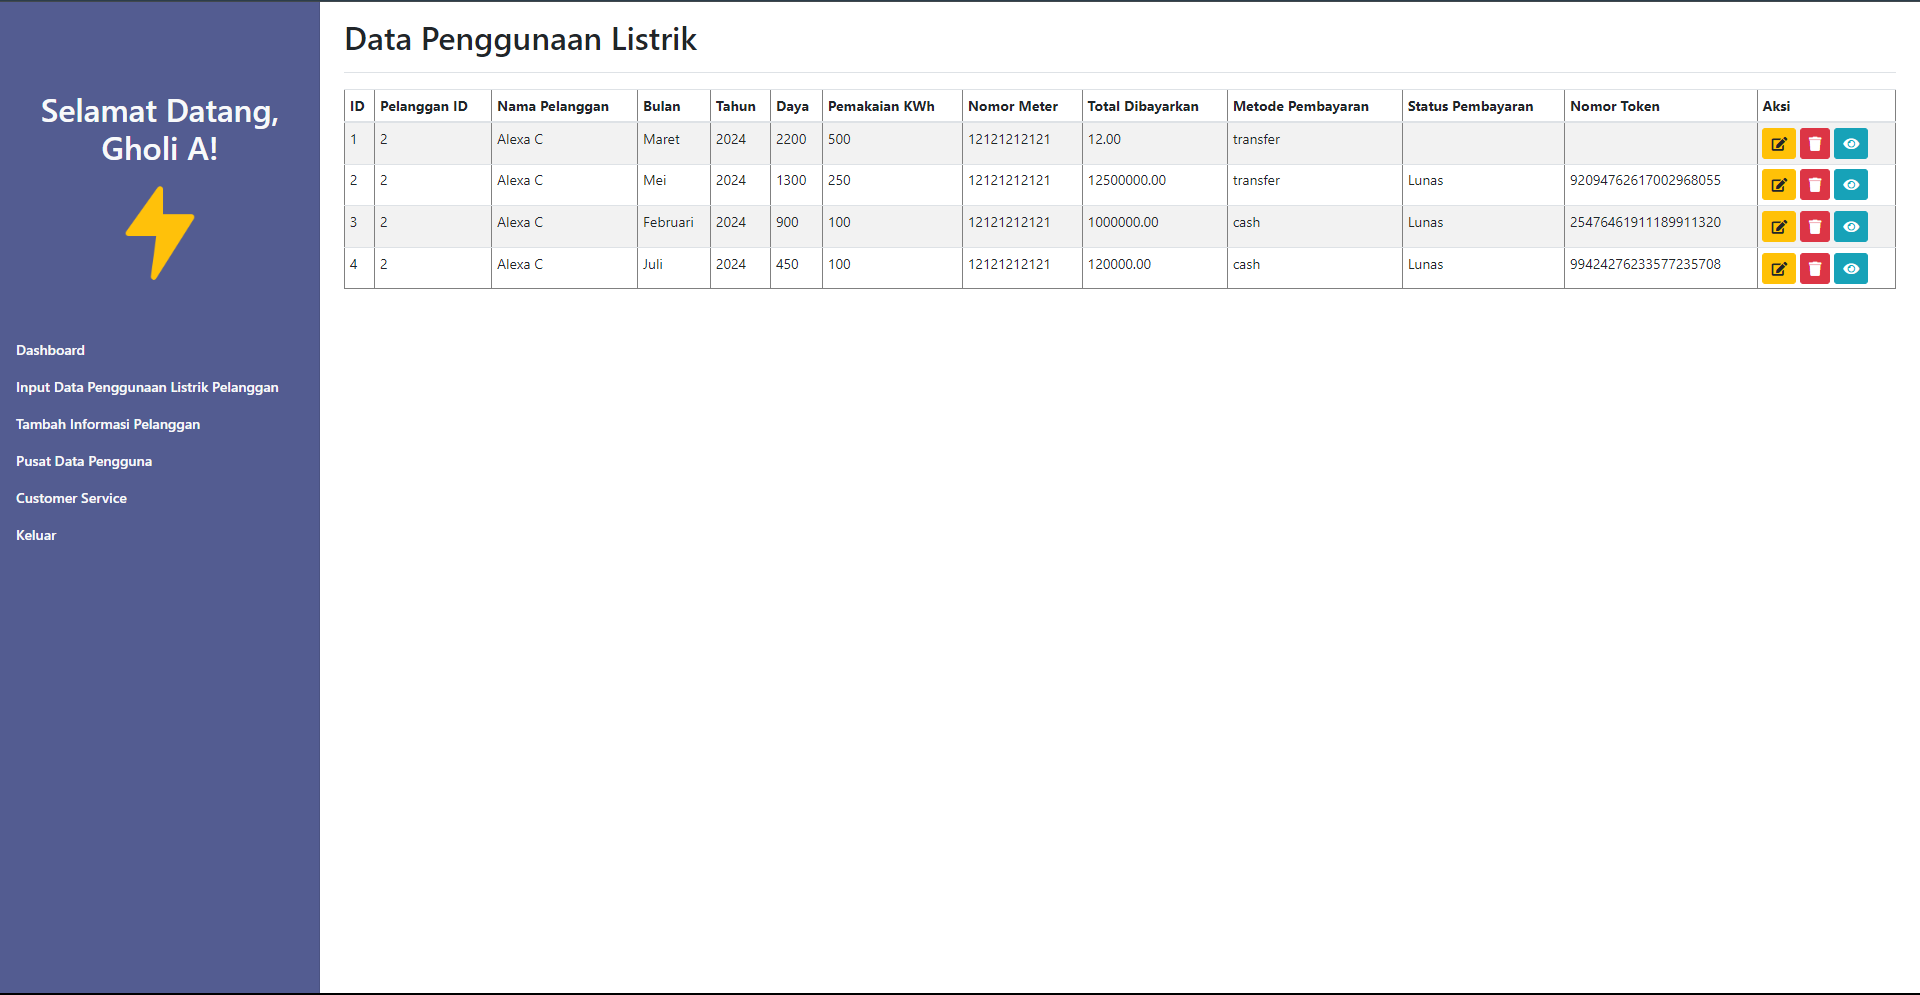 Selamat Datang,
Gholi A!
Dashboard
Input Data Penggunaan Listrik Pelanggan
Tambah Informasi Pelanggan
Pusat Data Pengguna
Customer Service
Keluar
Data Penggunaan Listrik
ID Pelanggan ID Nama Pelanggan Bulan Tahun Daya Pemakaian KWh Nomor Meter Total Dibayarkan Metode Pembayaran Status Pembayaran Nomor Token Aksi
1 2 Alexa C Maret 2024 2200 500 12121212121 12.00 transfer
2 2 Alexa C Mei 2024 1300 250 12121212121 12500000.00 transfer Lunas 92094762617002968055
3 2 Alexa C Februari 2024 900 100 12121212121 1000000.00 cash Lunas 25476461911189911320
4 2 Alexa C Juli 2024 450 100 12121212121 120000.00 cash Lunas 99424276233577235708